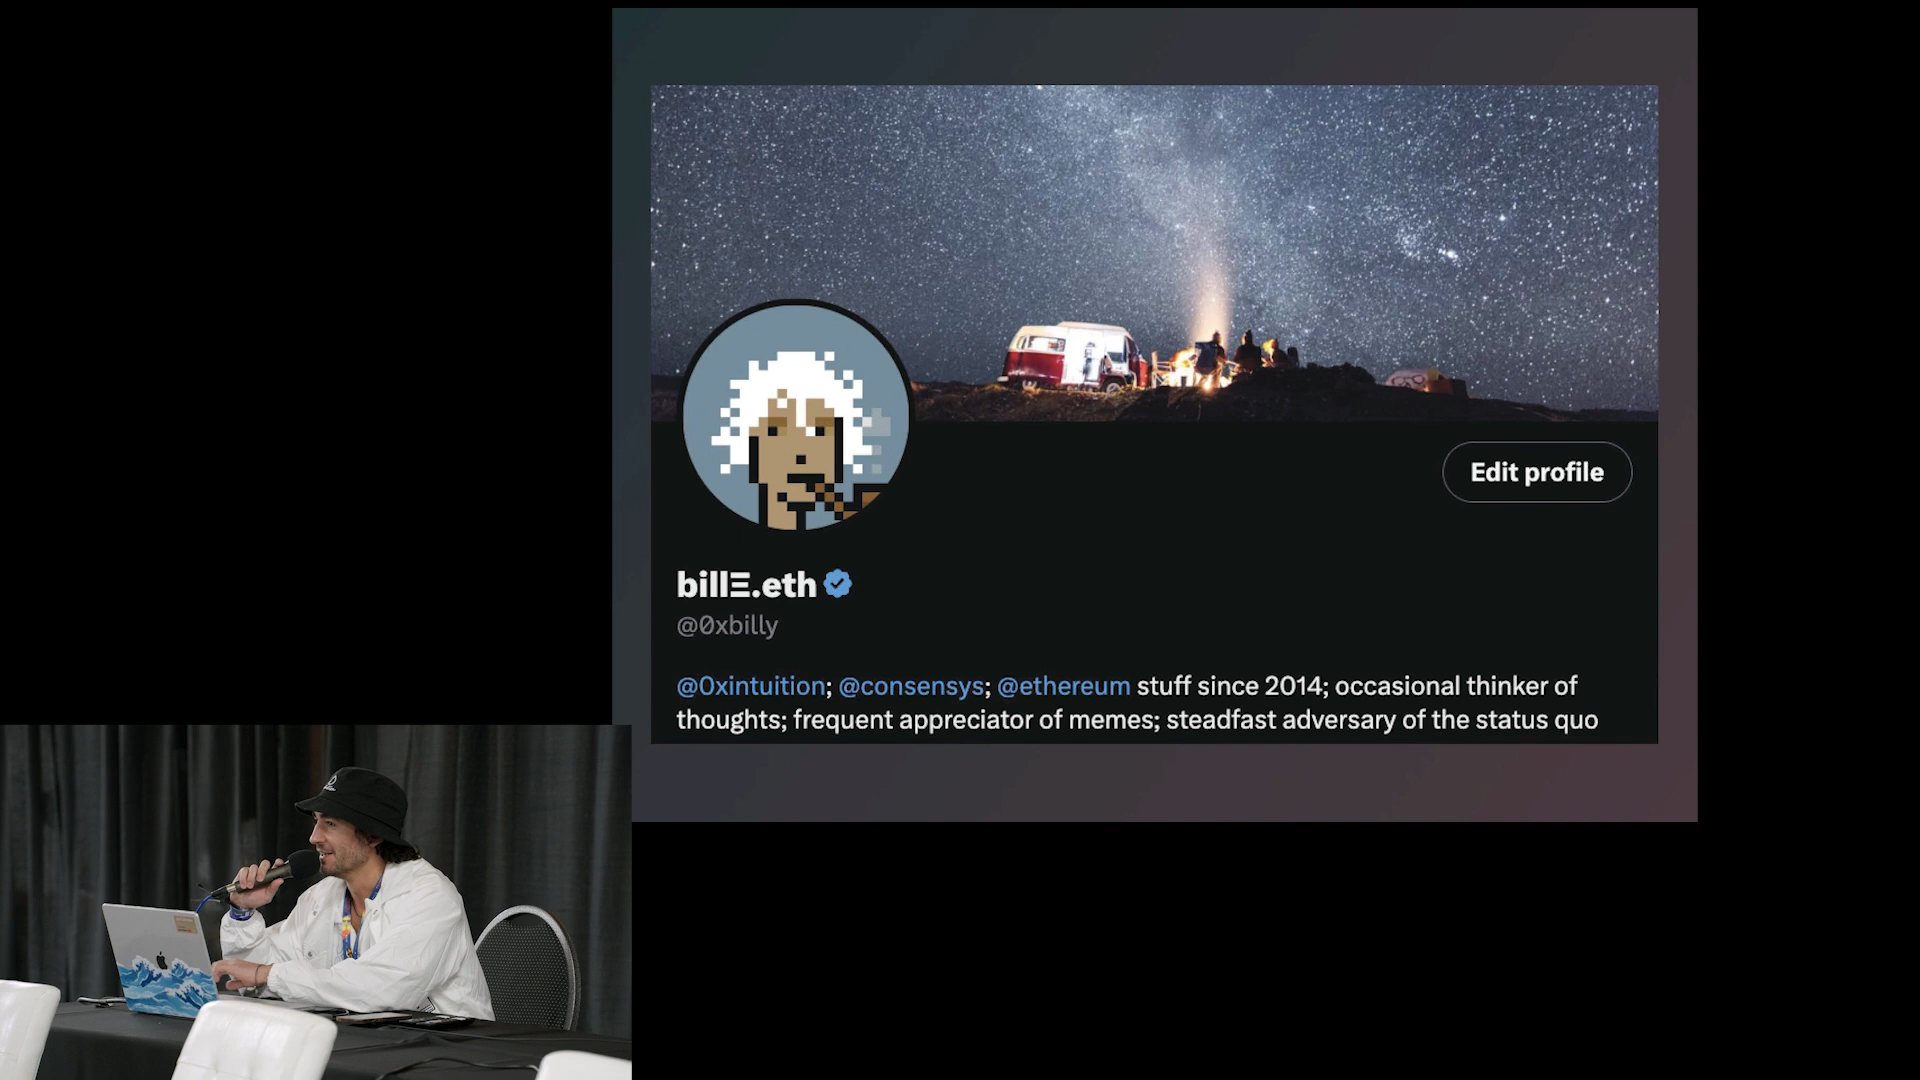 Edit profile
billΞ.eth
@0xbilly
@0xintuition; @consensys; @ethereum stuff since 2014; occasional thinker of
thoughts; frequent appreciator of memes; steadfast adversary of the status quo